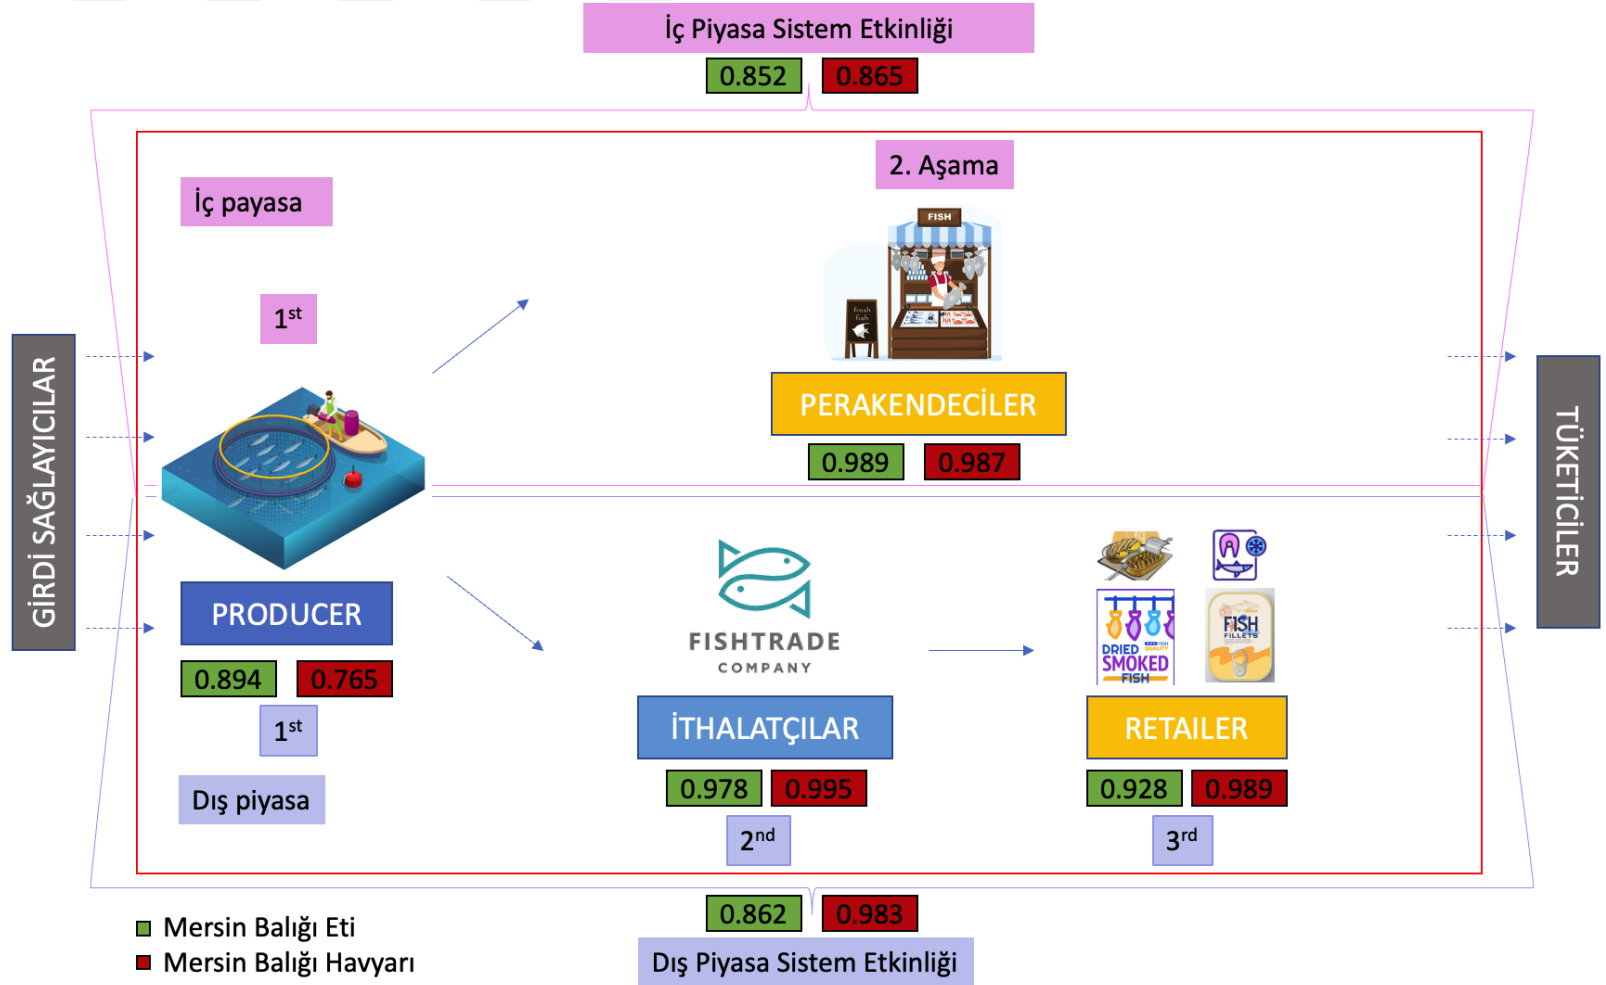 İç Piyasa Sistem Etkinliği
0.852 0.865
2. Aşama
İç payasa
FISH
fresh
fish
1st
GİRDİ SAĞLAYICILAR
TÜKETİCİLER
PERAKENDECİLER
0.989 0.987
PRODUCER
0.894 0.765
1st
Dış piyasa
FISHTRADE
COMPANY
İTHALATÇILAR
0.978 0.995
2nd
DRIED
QUALITY
SMOKED
FISH
FISH
FILLETS
RETAILER
0.928 0.989
3rd
0.862 0.983
Dış Piyasa Sistem Etkinliği
Mersin Balığı Eti
Mersin Balığı Havyarı